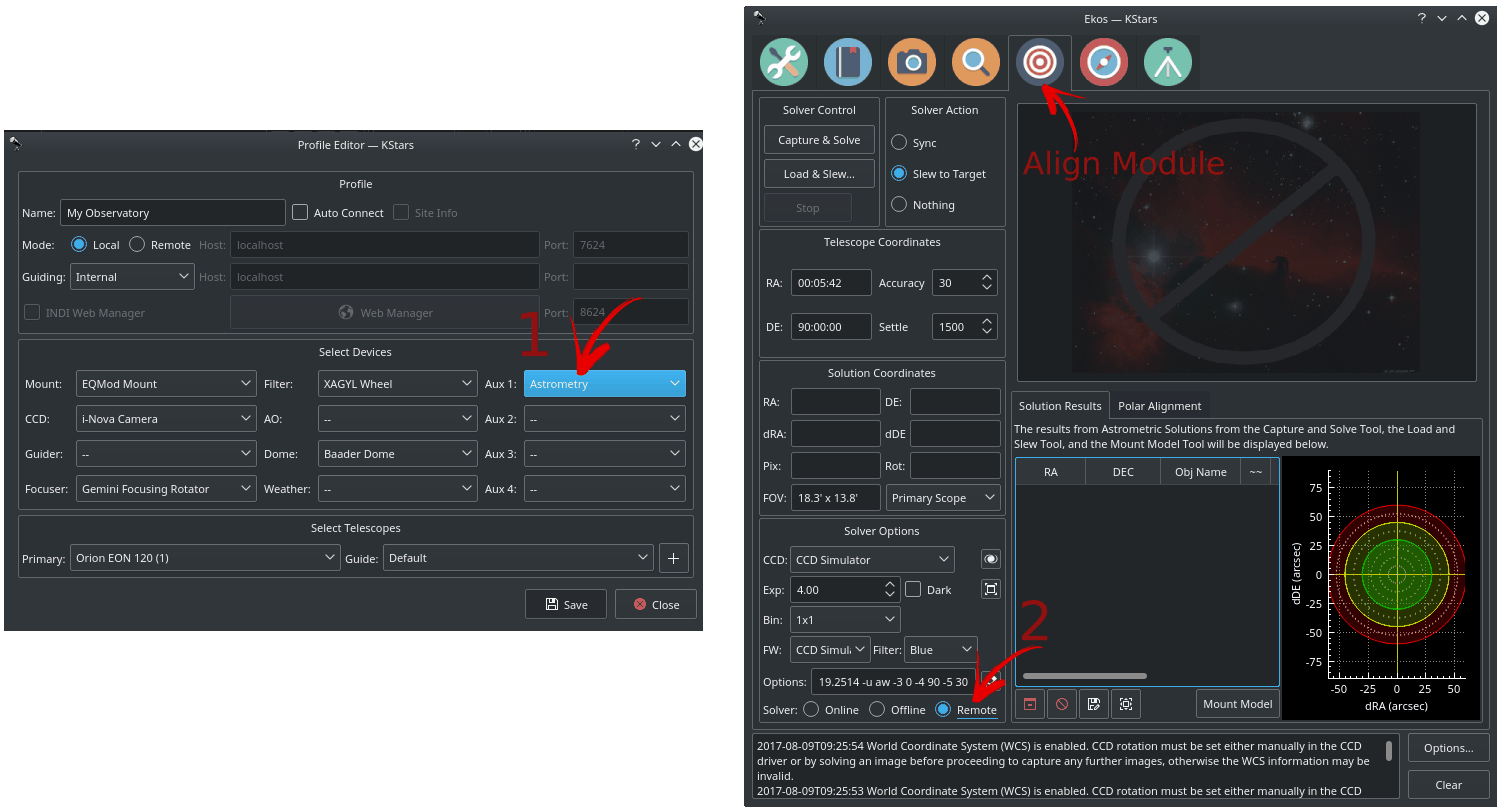 Profile Editor — KStars
Profile
Name: My Observatory Auto Connect Site Info
Mode: Local Remote Host: localhost Port: 7624
Guiding: Internal Host: localhost Port:
INDI Web Manager Web Manager Port: 8624
1
Select Devices
Mount: EQMod Mount Filter: XAGYL Wheel Aux 1: Astrometry
CCD: i-Nova Camera AO: -- Aux 2: --
Guider: -- Dome: Baader Dome Aux 3: --
Focuser: Gemini Focusing Rotator Weather: -- Aux 4: --
Select Telescopes
Primary: Orion EON 120 (1) Guide: Default +
Save Close
Ekos — KStars
Solver Control
Capture & Solve
Load & Slew...
Stop
Solver Action
Sync
Slew to Target
Nothing
Align Module
Telescope Coordinates
RA: 00:05:42 Accuracy 30
DE: 90:00:00 Settle 1500
Solution Coordinates
RA: DE:
dRA: dDE
Pix: Rot:
FOV: 18.3' x 13.8' Primary Scope
Solver Options
CCD: CCD Simulator
Exp: 4.00 Dark
Bin: 1x1
FW: CCD Simul Filter: Blue
Options: 19.2514 -u aw -3 0 -4 90 -5 30
Solver: Online Offline Remote
2
Solution Results Polar Alignment
The results from Astrometric Solutions from the Capture and Solve Tool, the Load and
Slew Tool, and the Mount Model Tool will be displayed below.
RA DEC Obj Name ~~
Mount Model
dDE (arcsec)
75
50
25
0
-25
-50
-75
-50 -25 0 25 50
dRA (arcsec)
2017-08-09T09:25:54 World Coordinate System (WCS) is enabled. CCD rotation must be set either manually in the CCD
driver or by solving an image before proceeding to capture any further images, otherwise the WCS information may be
invalid.
2017-08-09T09:25:53 World Coordinate System (WCS) is enabled. CCD rotation must be set either manually in the CCD
Options...
Clear